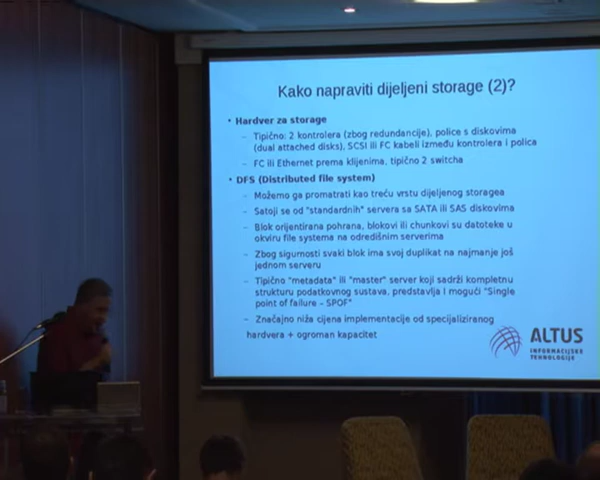 Kako napraviti dijeljeni storage (2)?
• Hardver za storage
– Tipično: 2 kontrolera (zbog redundancije), police s diskovima
(dual attached disks), SCSI ili FC kabeli između kontrolera i polica
– FC ili Ethernet prema klijenima, tipično 2 switcha
• DFS (Distributed file system)
– Možemo ga promatrati kao treću vrstu dijeljenog storagea
– Satoji se od "standardnih" servera sa SATA ili SAS diskovima
– Blok orijentirana pohrana, blokovi ili chunkovi su datoteke u
okviru file systema na odredišnim serverima
– Zbog sigurnosti svaki blok ima svoj duplikat na najmanje još
jednom serveru
– Tipično "metadata" ili "master" server koji sadrži kompletnu
strukturu podatkovnog sustava, predstavlja i mogući "Single
point of failure – SPOF"
– Značajno niža cijena implementacije od specijaliziranog
hardvera + ogroman kapacitet
ALTUS
INFORMACIJSKE
TEHNOLOGIJE